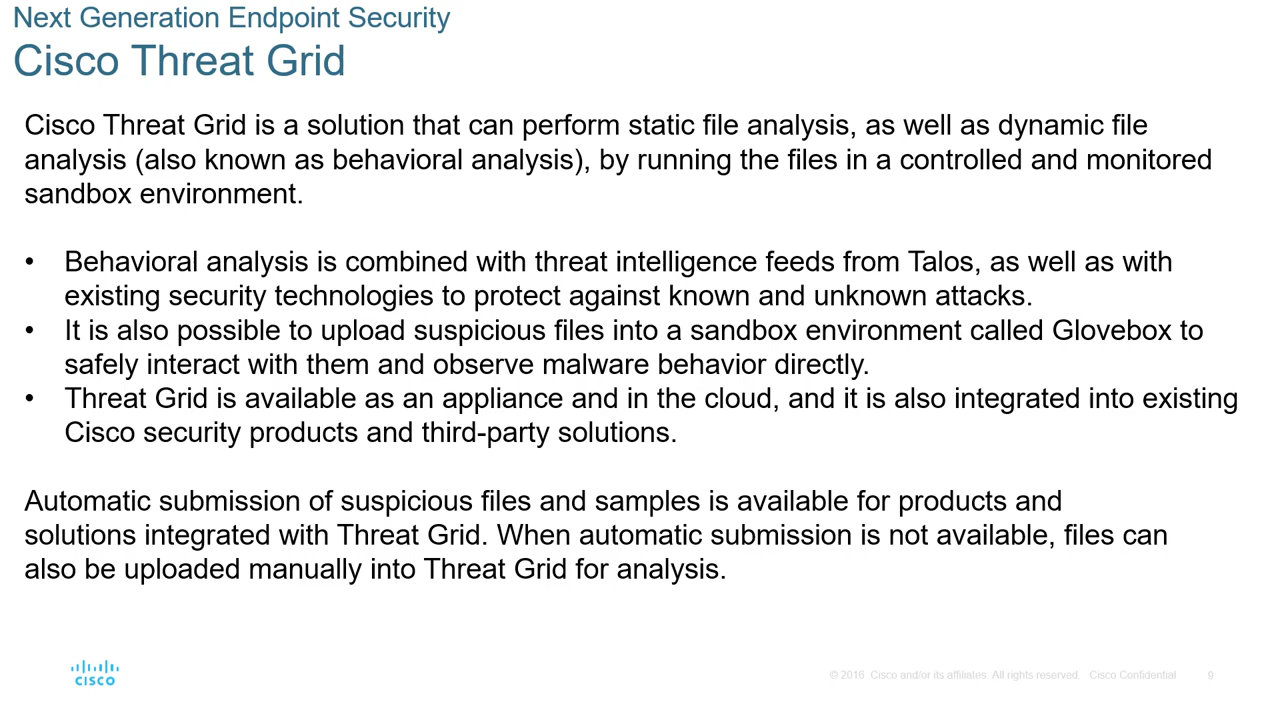 Next Generation Endpoint Security
Cisco Threat Grid
Cisco Threat Grid is a solution that can perform static file analysis, as well as dynamic file
analysis (also known as behavioral analysis), by running the files in a controlled and monitored
sandbox environment.
• Behavioral analysis is combined with threat intelligence feeds from Talos, as well as with
existing security technologies to protect against known and unknown attacks.
• It is also possible to upload suspicious files into a sandbox environment called Glovebox to
safely interact with them and observe malware behavior directly.
• Threat Grid is available as an appliance and in the cloud, and it is also integrated into existing
Cisco security products and third-party solutions.
Automatic submission of suspicious files and samples is available for products and
solutions integrated with Threat Grid. When automatic submission is not available, files can
also be uploaded manually into Threat Grid for analysis.
CISCO
© 2016 Cisco and/or its affiliates. All rights reserved. Cisco Confidential 9